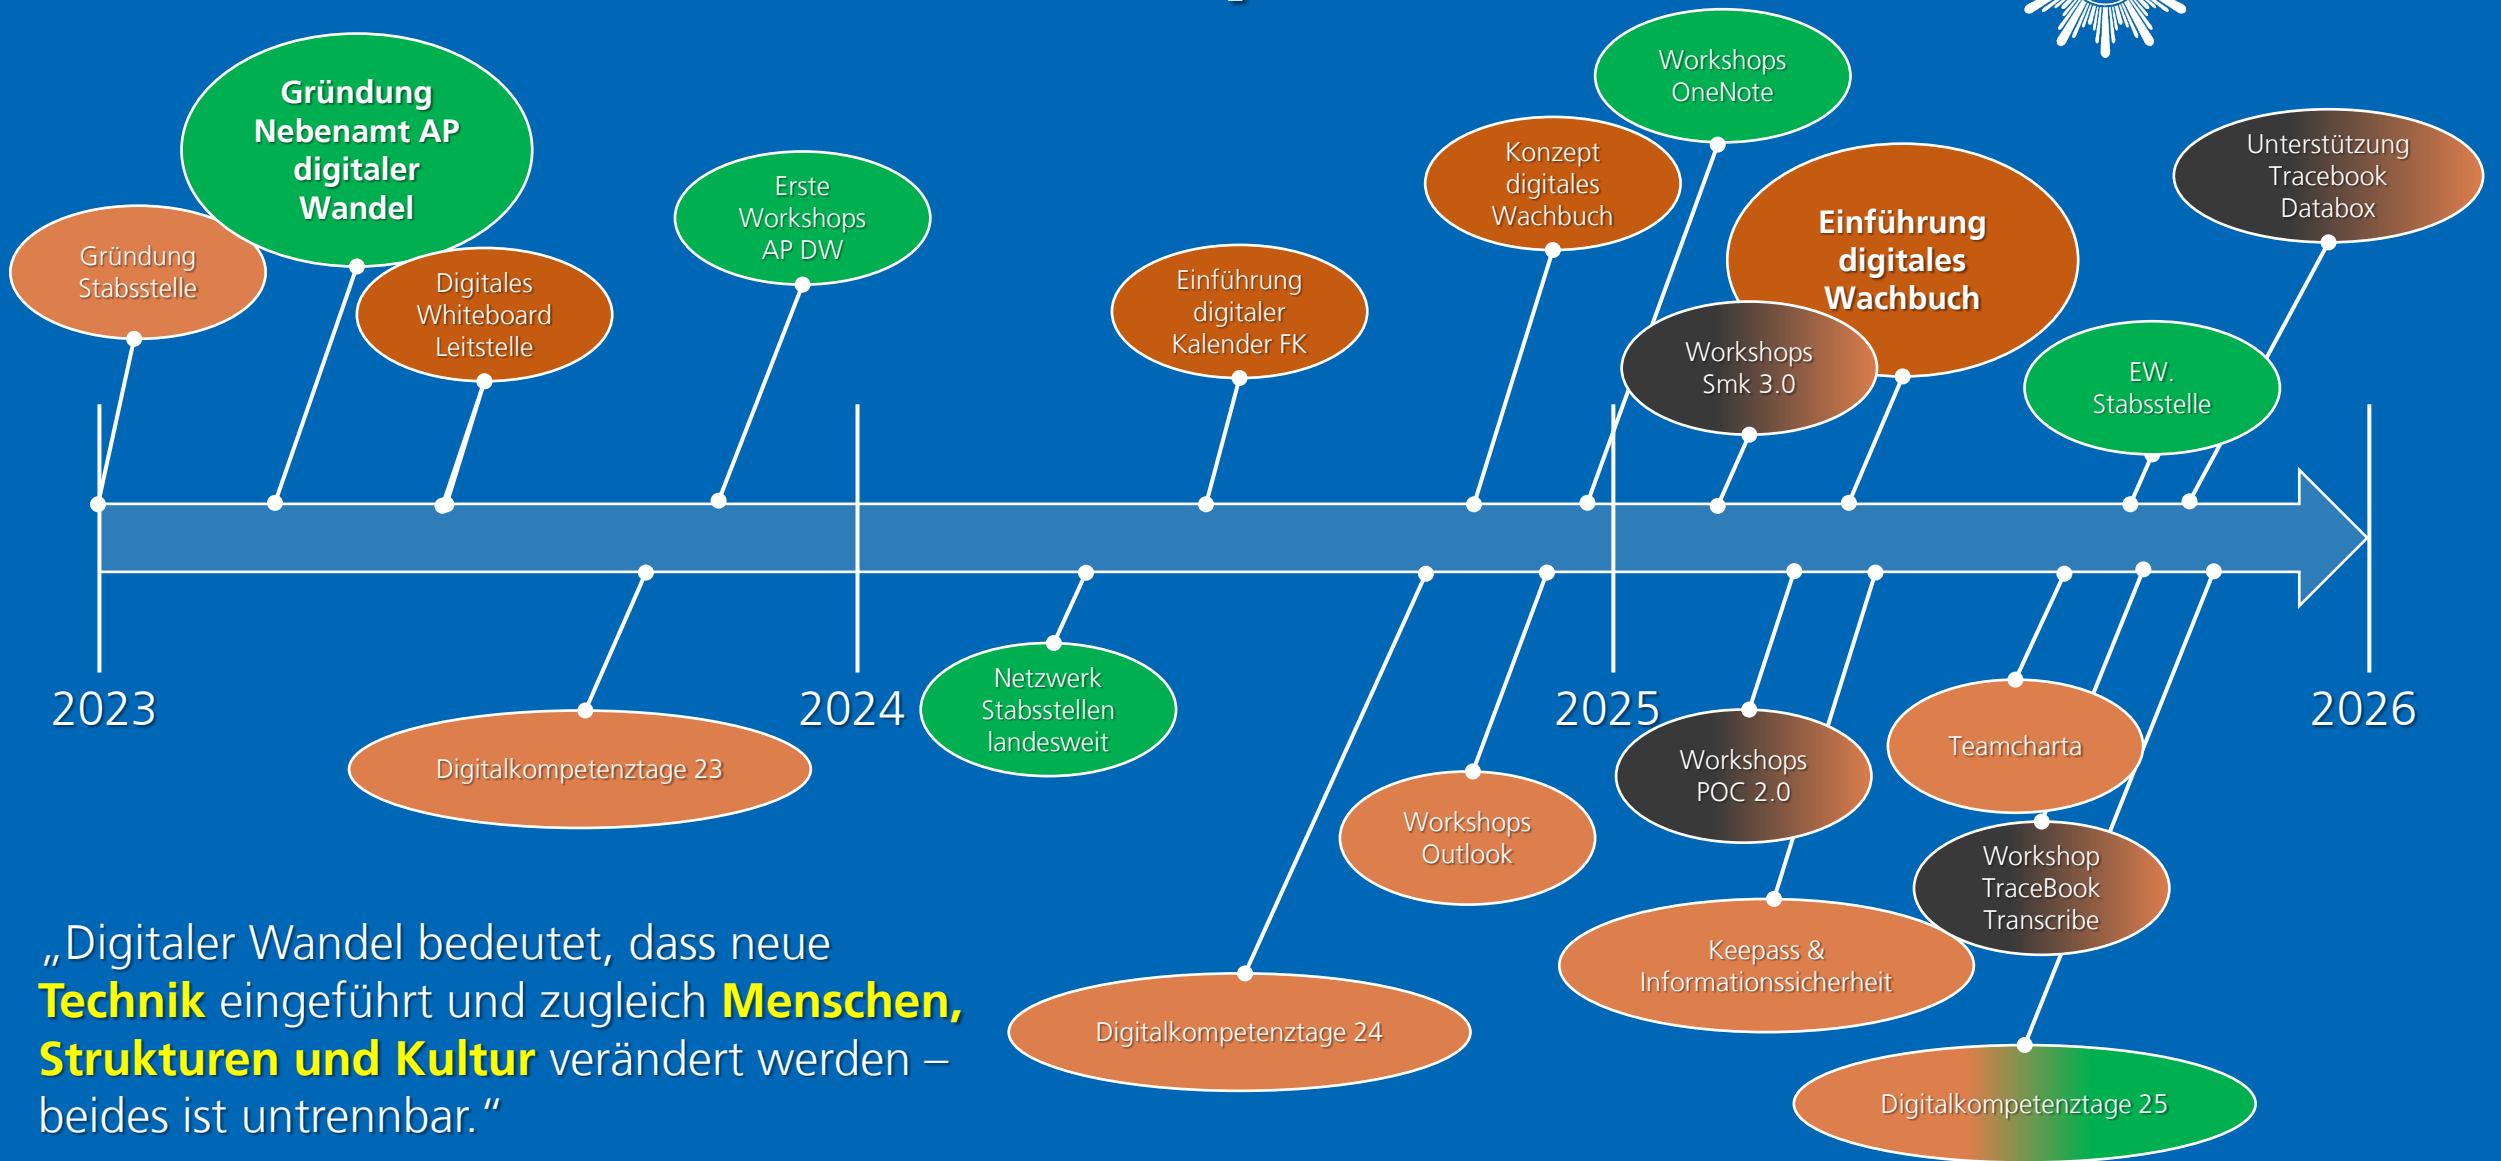 Workshops
OneNote
Gründung
Nebenamt AP
digitaler
Wandel
Konzept
digitales
Wachbuch
Unterstützung
Tracebook
Databox
Erste
Workshops
AP DW
Einführung
digitales
Wachbuch
Gründung
Stabsstelle
Digitales
Whiteboard
Leitstelle
Einführung
digitaler
Kalender FK
Workshops
Smk 3.0
EW.
Stabsstelle
2023
2024
2025
2026
Netzwerk
Stabsstellen
landesweit
Digitalkompetenztage 23
Workshops
POC 2.0
Teamcharta
Workshops
Outlook
Workshop
TraceBook
Transcribe
Keepass &
Informationssicherheit
Digitalkompetenztage 24
Digitalkompetenztage 25
„Digitaler Wandel bedeutet, dass neue
Technik eingeführt und zugleich Menschen,
Strukturen und Kultur verändert werden –
beides ist untrennbar.“